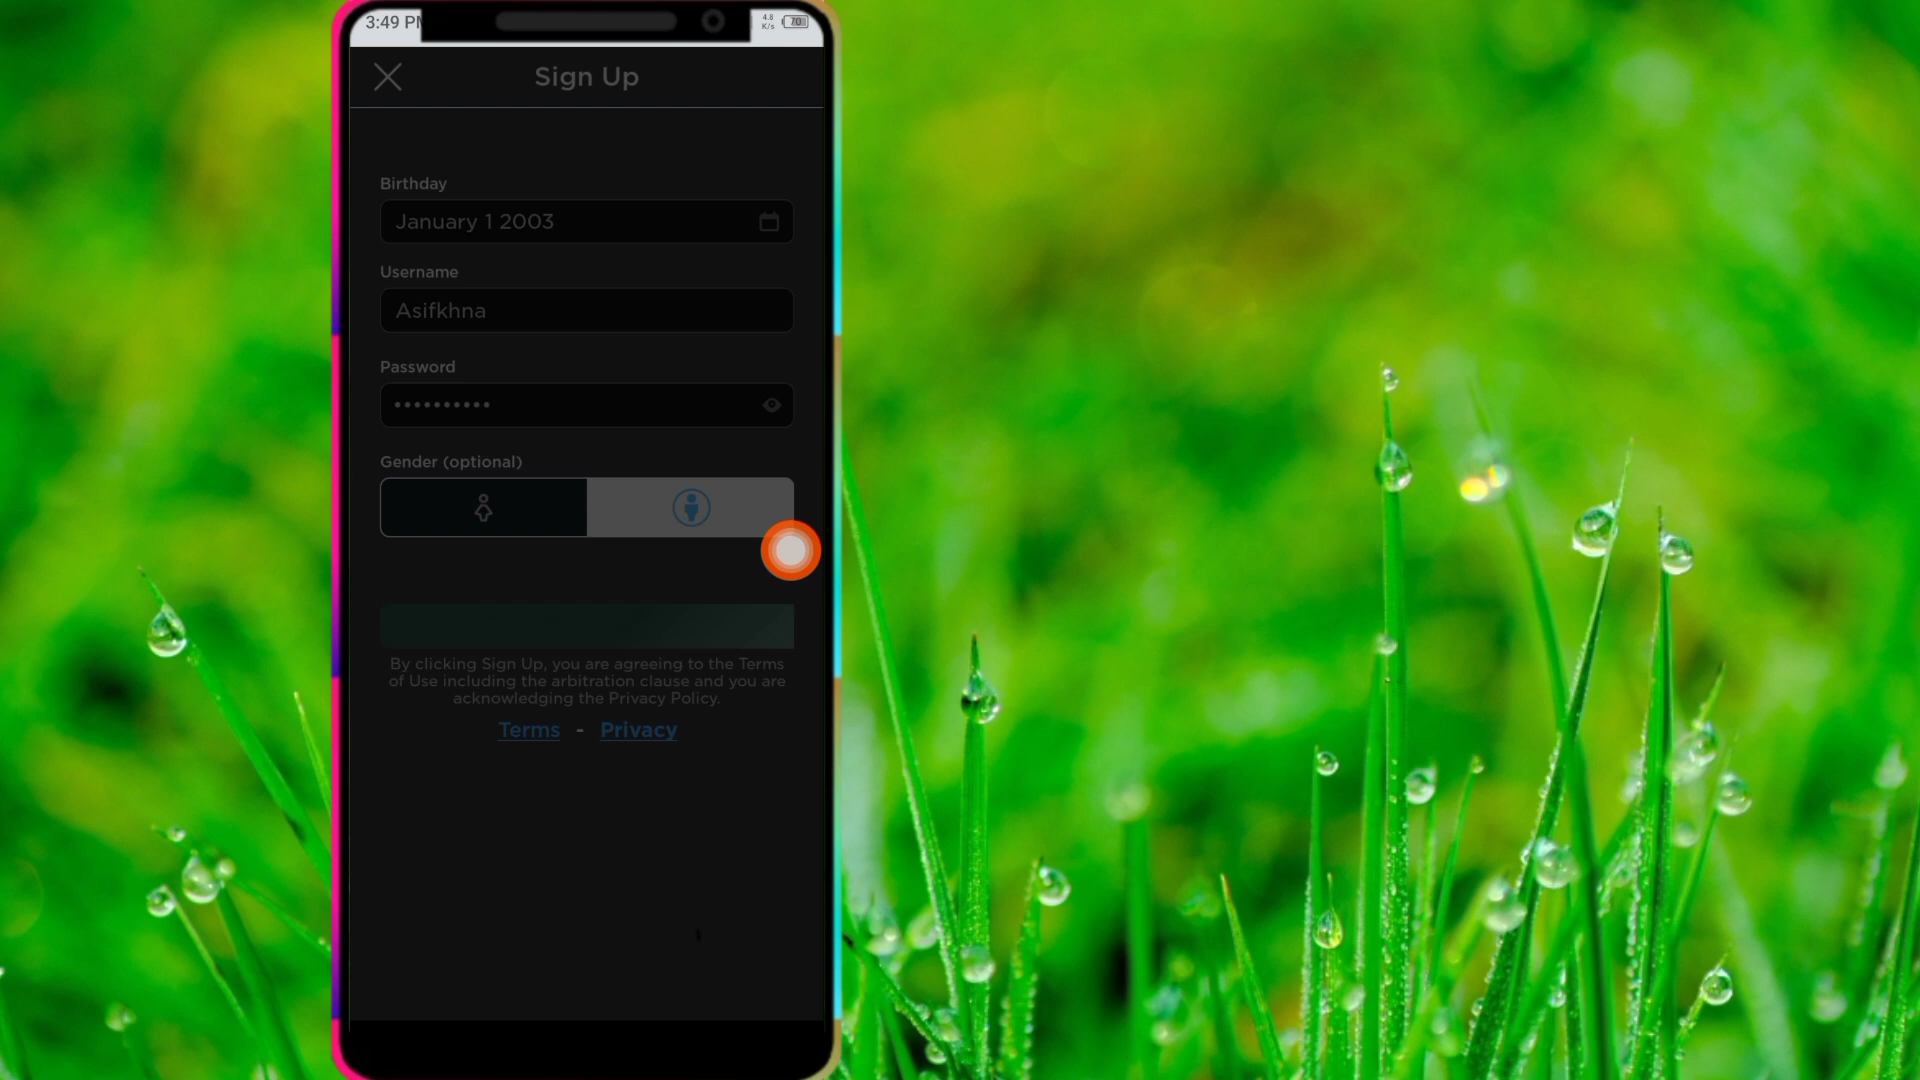 3:49 PM
4.8
K/s
70
Sign Up
Birthday
January 1 2003
Username
Asifkhna
Password
••••••••••
Gender (optional)
By clicking Sign Up, you are agreeing to the Terms
of Use including the arbitration clause and you are
acknowledging the Privacy Policy.
Terms - Privacy